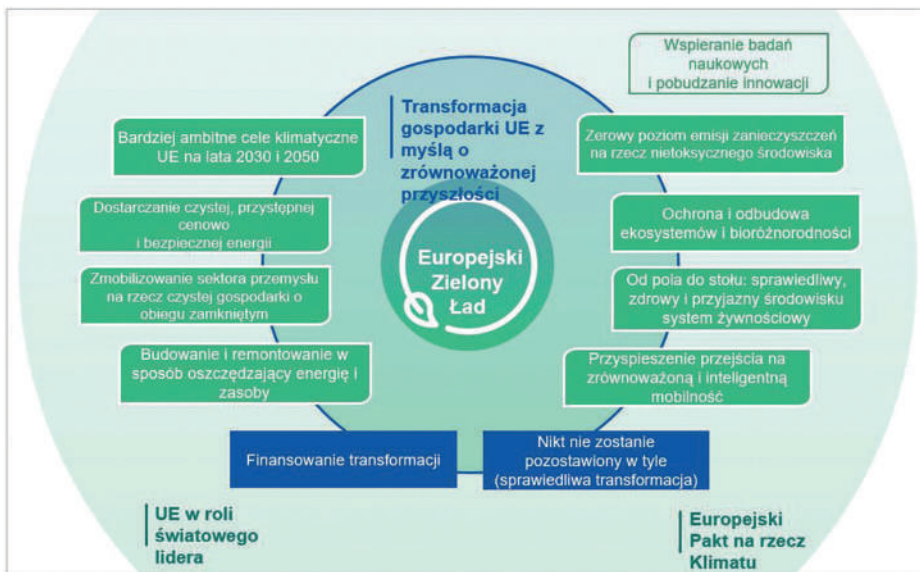 Wspieranie badań
naukowych
i pobudzanie innowacji
Transformacja
gospodarki UE z
myślą o
zrównoważonej
przyszłości
Bardziej ambitne cele klimatyczne
UE na lata 2030 i 2050
Zerowy poziom emisji zanieczyszczeń
na rzecz nietoksycznego środowiska
Dostarczanie czystej, przystępnej
cenowo
i bezpiecznej energii
Ochrona i odbudowa
ekosystemów i bioróżnorodności
Europejski
Zielony
Ład
Zmobilizowanie sektora przemysłu
na rzecz czystej gospodarki o
obiegu zamkniętym
Od pola do stołu: sprawiedliwy,
zdrowy i przyjazny środowisku
system żywnościowy
Budowanie i remontowanie w
sposób oszczędzający energię i
zasoby
Przyspieszenie przejścia na
zrównoważoną i inteligentną
mobilność
Finansowanie transformacji
Nikt nie zostanie
pozostawiony w tyle
(sprawiedliwa transformacja)
UE w roli
światowego
lidera
Europejski
Pakt na rzecz
Klimatu